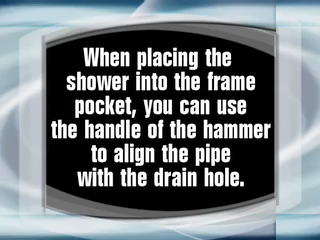 When placing the
shower into the frame
pocket, you can use
the handle of the hammer
to align the pipe
with the drain hole.